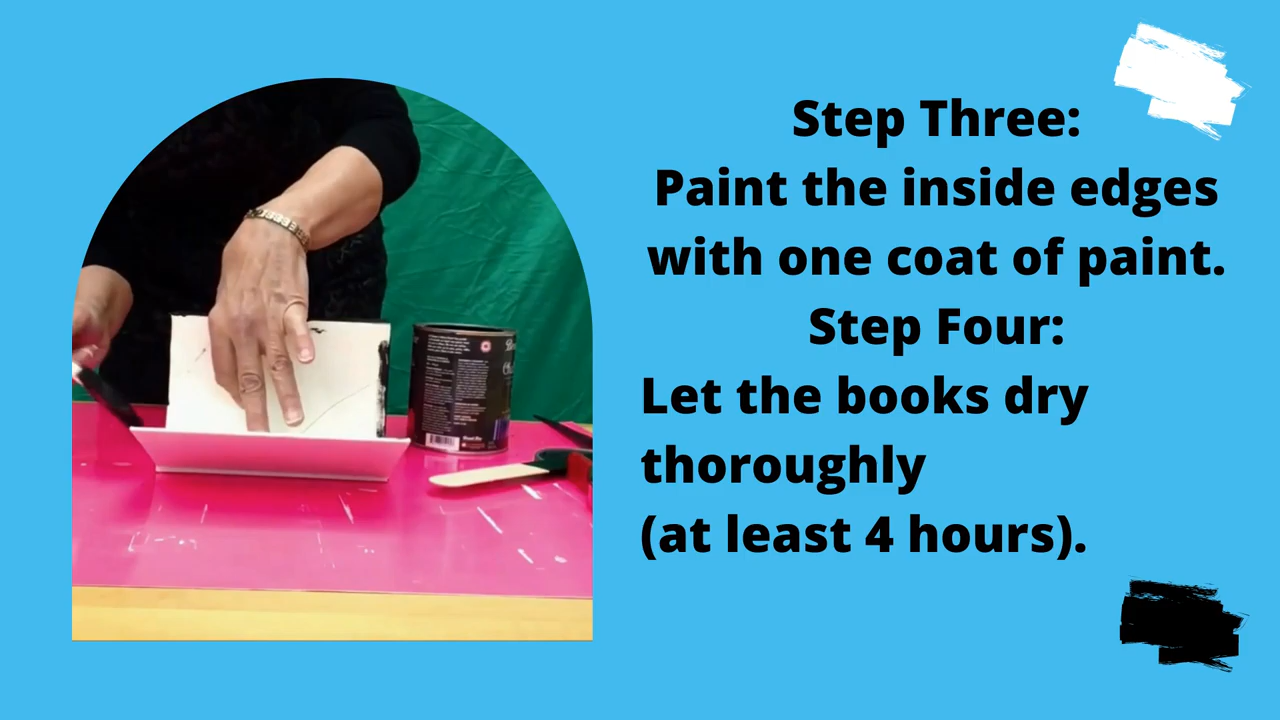 Step Three:
Paint the inside edges
with one coat of paint.
Step Four:
Let the books dry
thoroughly
(at least 4 hours).